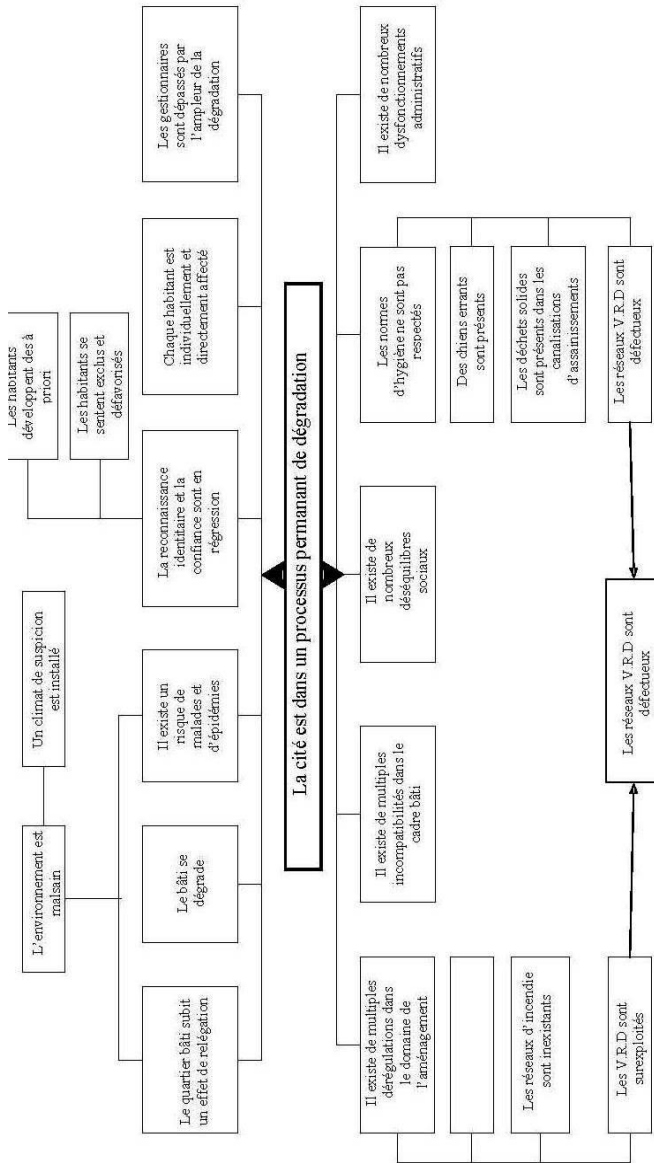 Les habitants
développent des à
priori
Un climat de suspicion
est installé
L'environnement est
malsain
Les habitants se
sentent exclus et
défavorisés
Le quartier bâti subit
un effet de relégation
Le bâti se
dégrade
Il existe un
risque de
malades et
d'épidémies
La reconnaissance
identitaire et la
confiance sont en
régression
Chaque habitant est
individuellement et
directement affecté
Les gestionnaires
sont dépassés par
l'ampleur de la
dégradation
La cité est dans un processus permanant de dégradation
Il existe de multiples
dérégulations dans
le domaine de
l'aménagement
Il existe de multiples
incompatibilités dans le
cadre bâti
Il existe de
nombreux
déséquilibres
sociaux
Les normes
d'hygiène ne sont pas
respectés
Il existe de nombreux
dysfonctionnements
administratifs
Des chiens errants
sont présents
Les réseaux d'incendie
sont inexistants
Les déchets solides
sont présents dans les
canalisations
d'assainissements
Les V.R.D sont
surexploités
Les réseaux V.R.D sont
défectueux
Les réseaux V.R.D sont
défectueux